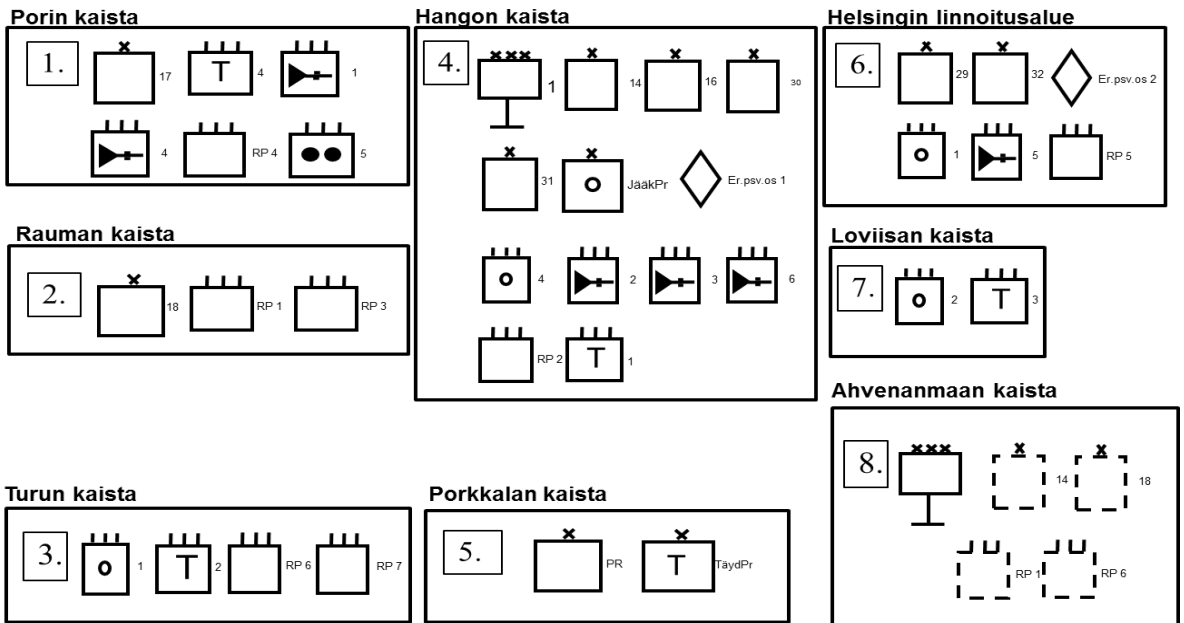 Porin kaista
1.
17
T
4
1
4
RP 4
5
Rauman kaista
2.
18
RP 1
RP 3
Turun kaista
3.
1
T
2
RP 6
RP 7
Hangon kaista
4.
1
14
16
30
31
JääkPr
Er.psv.os 1
4
2
3
6
RP 2
T
1
Porkkalan kaista
5.
PR
T
TäydPr
Helsingin linnoitusalue
6.
29
32
Er.psv.os 2
1
5
RP 5
Loviisan kaista
7.
2
T
3
Ahvenanmaan kaista
8.
14
18
RP 1
RP 6